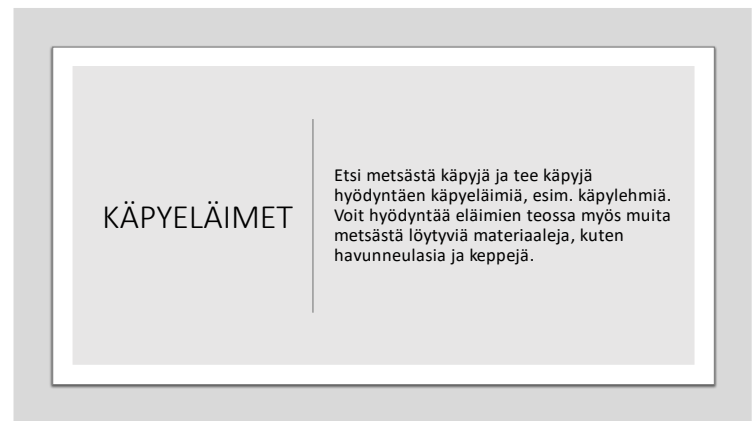 KÄPYELÄIMET
Etsi metsästä käpyjä ja tee käpyjä
hyödyntäen käpyeläimiä, esim. käpylehmiä.
Voit hyödyntää eläimien teossa myös muita
metsästä löytyviä materiaaleja, kuten
havunneulasia ja keppejä.